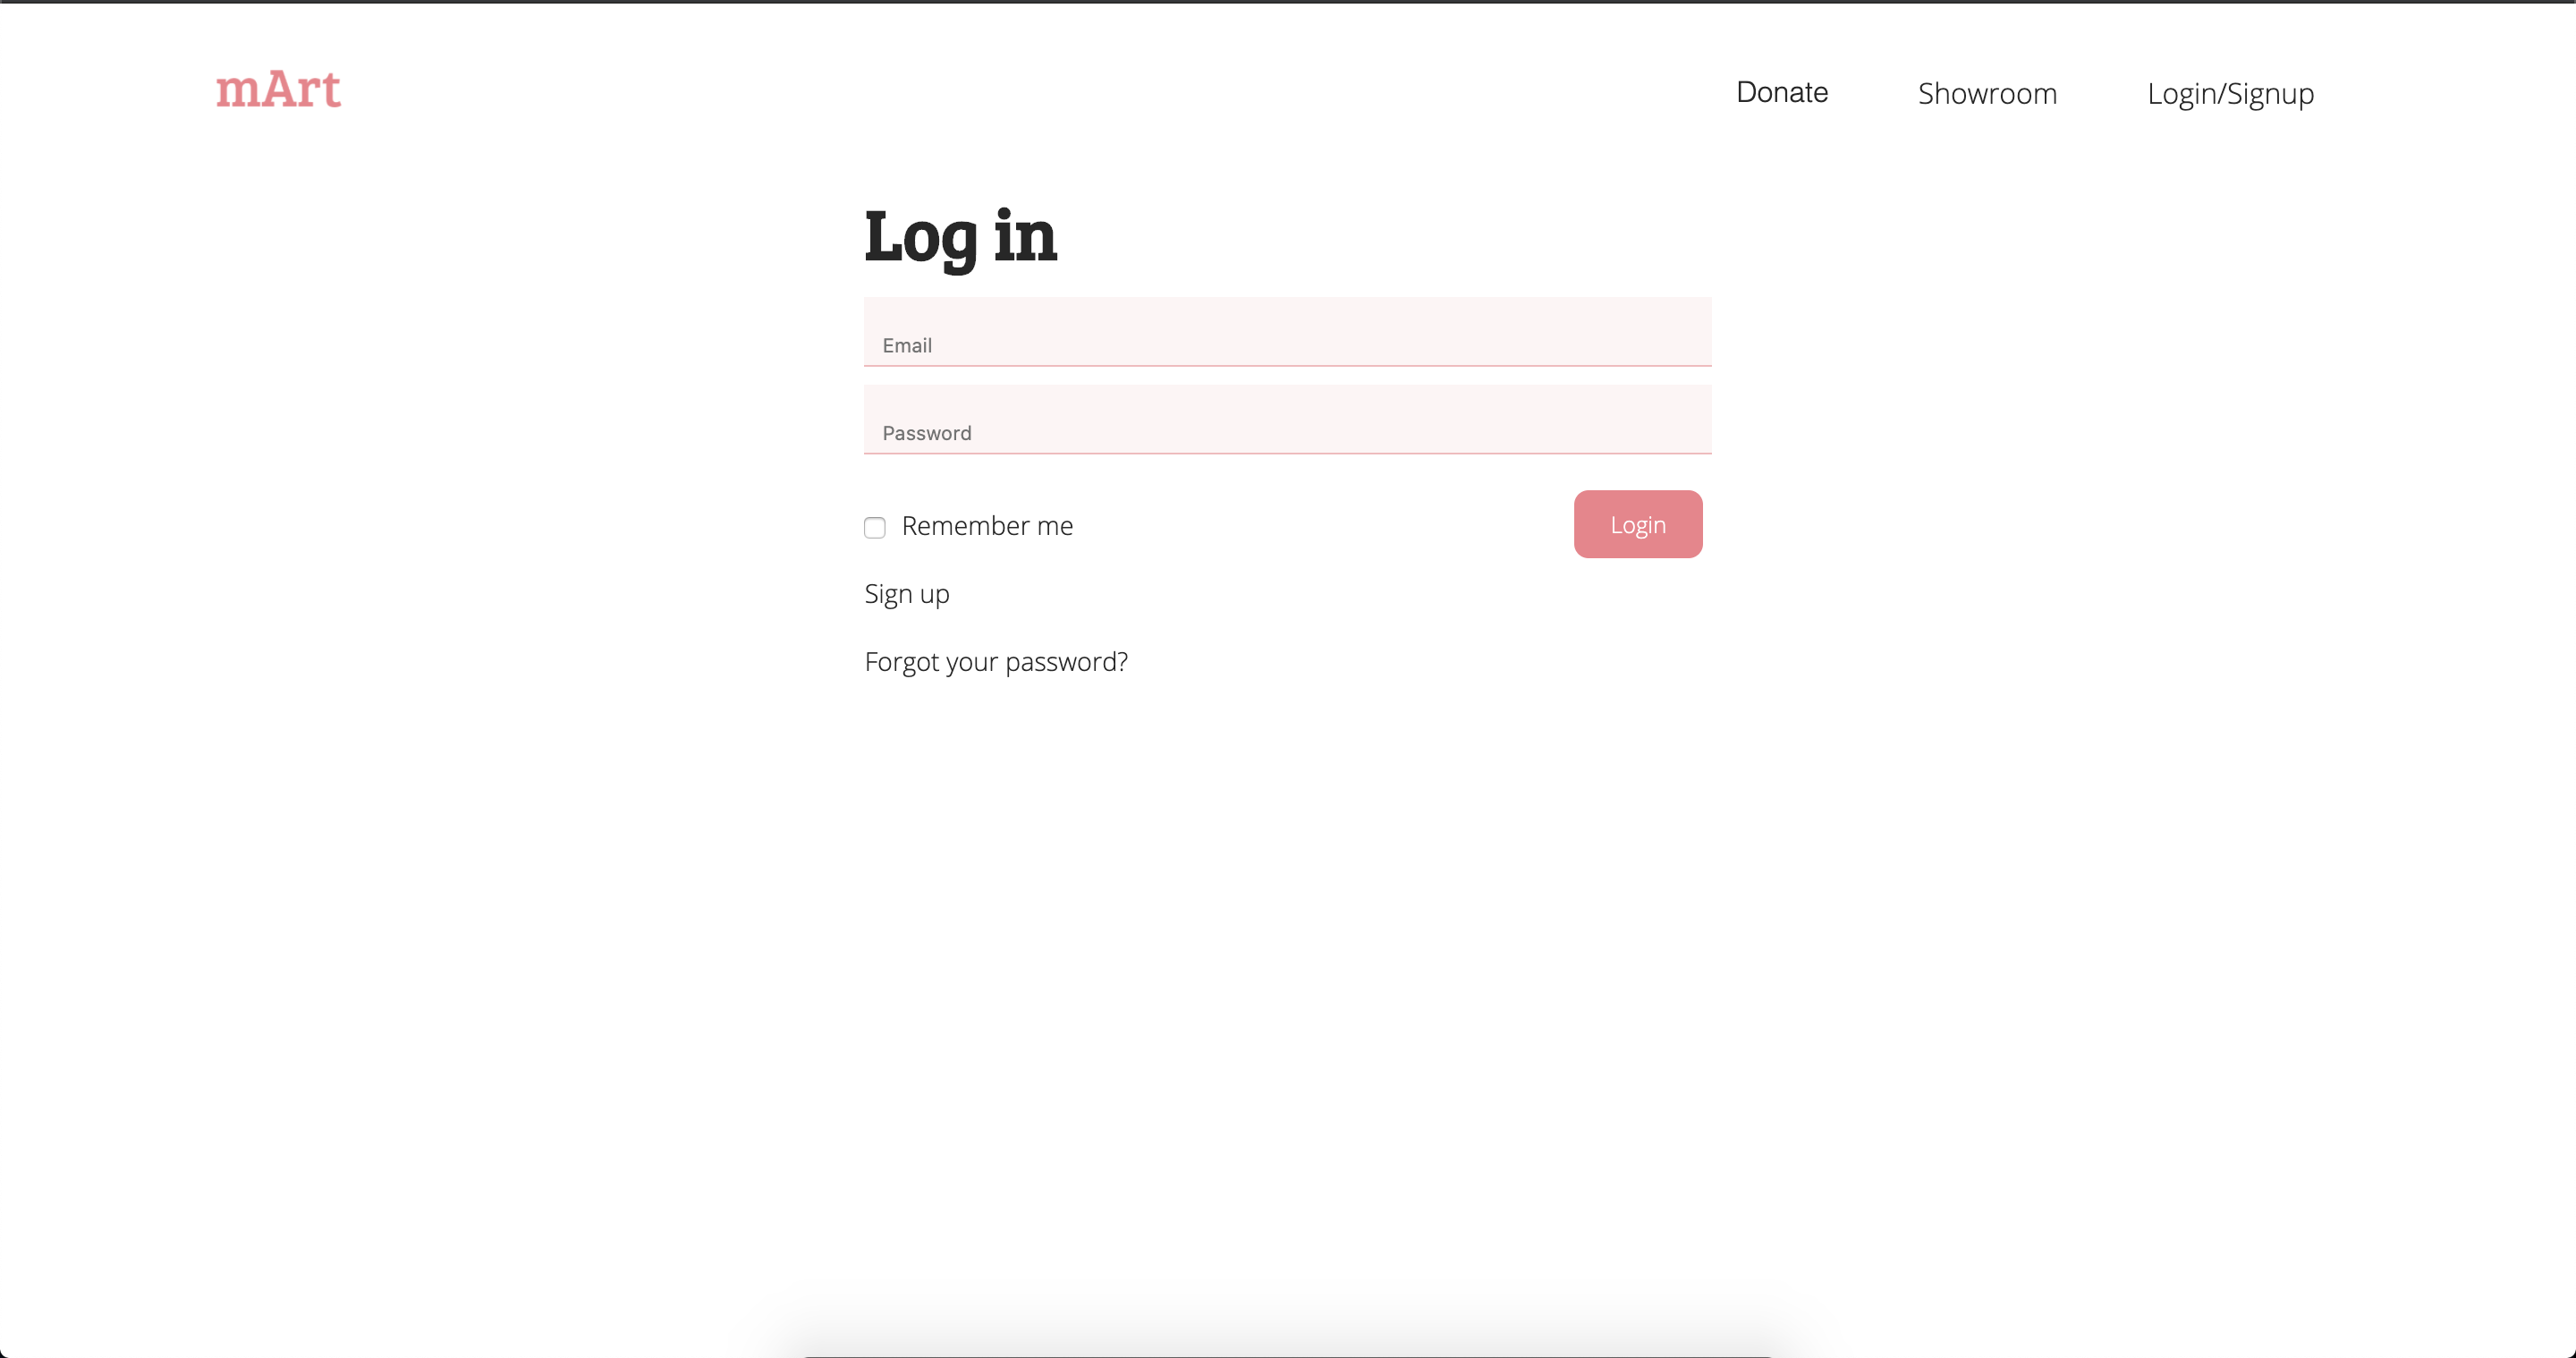 mArt
Donate Showroom Login/Signup
Log in
Email
Password
Remember me Login
Sign up
Forgot your password?